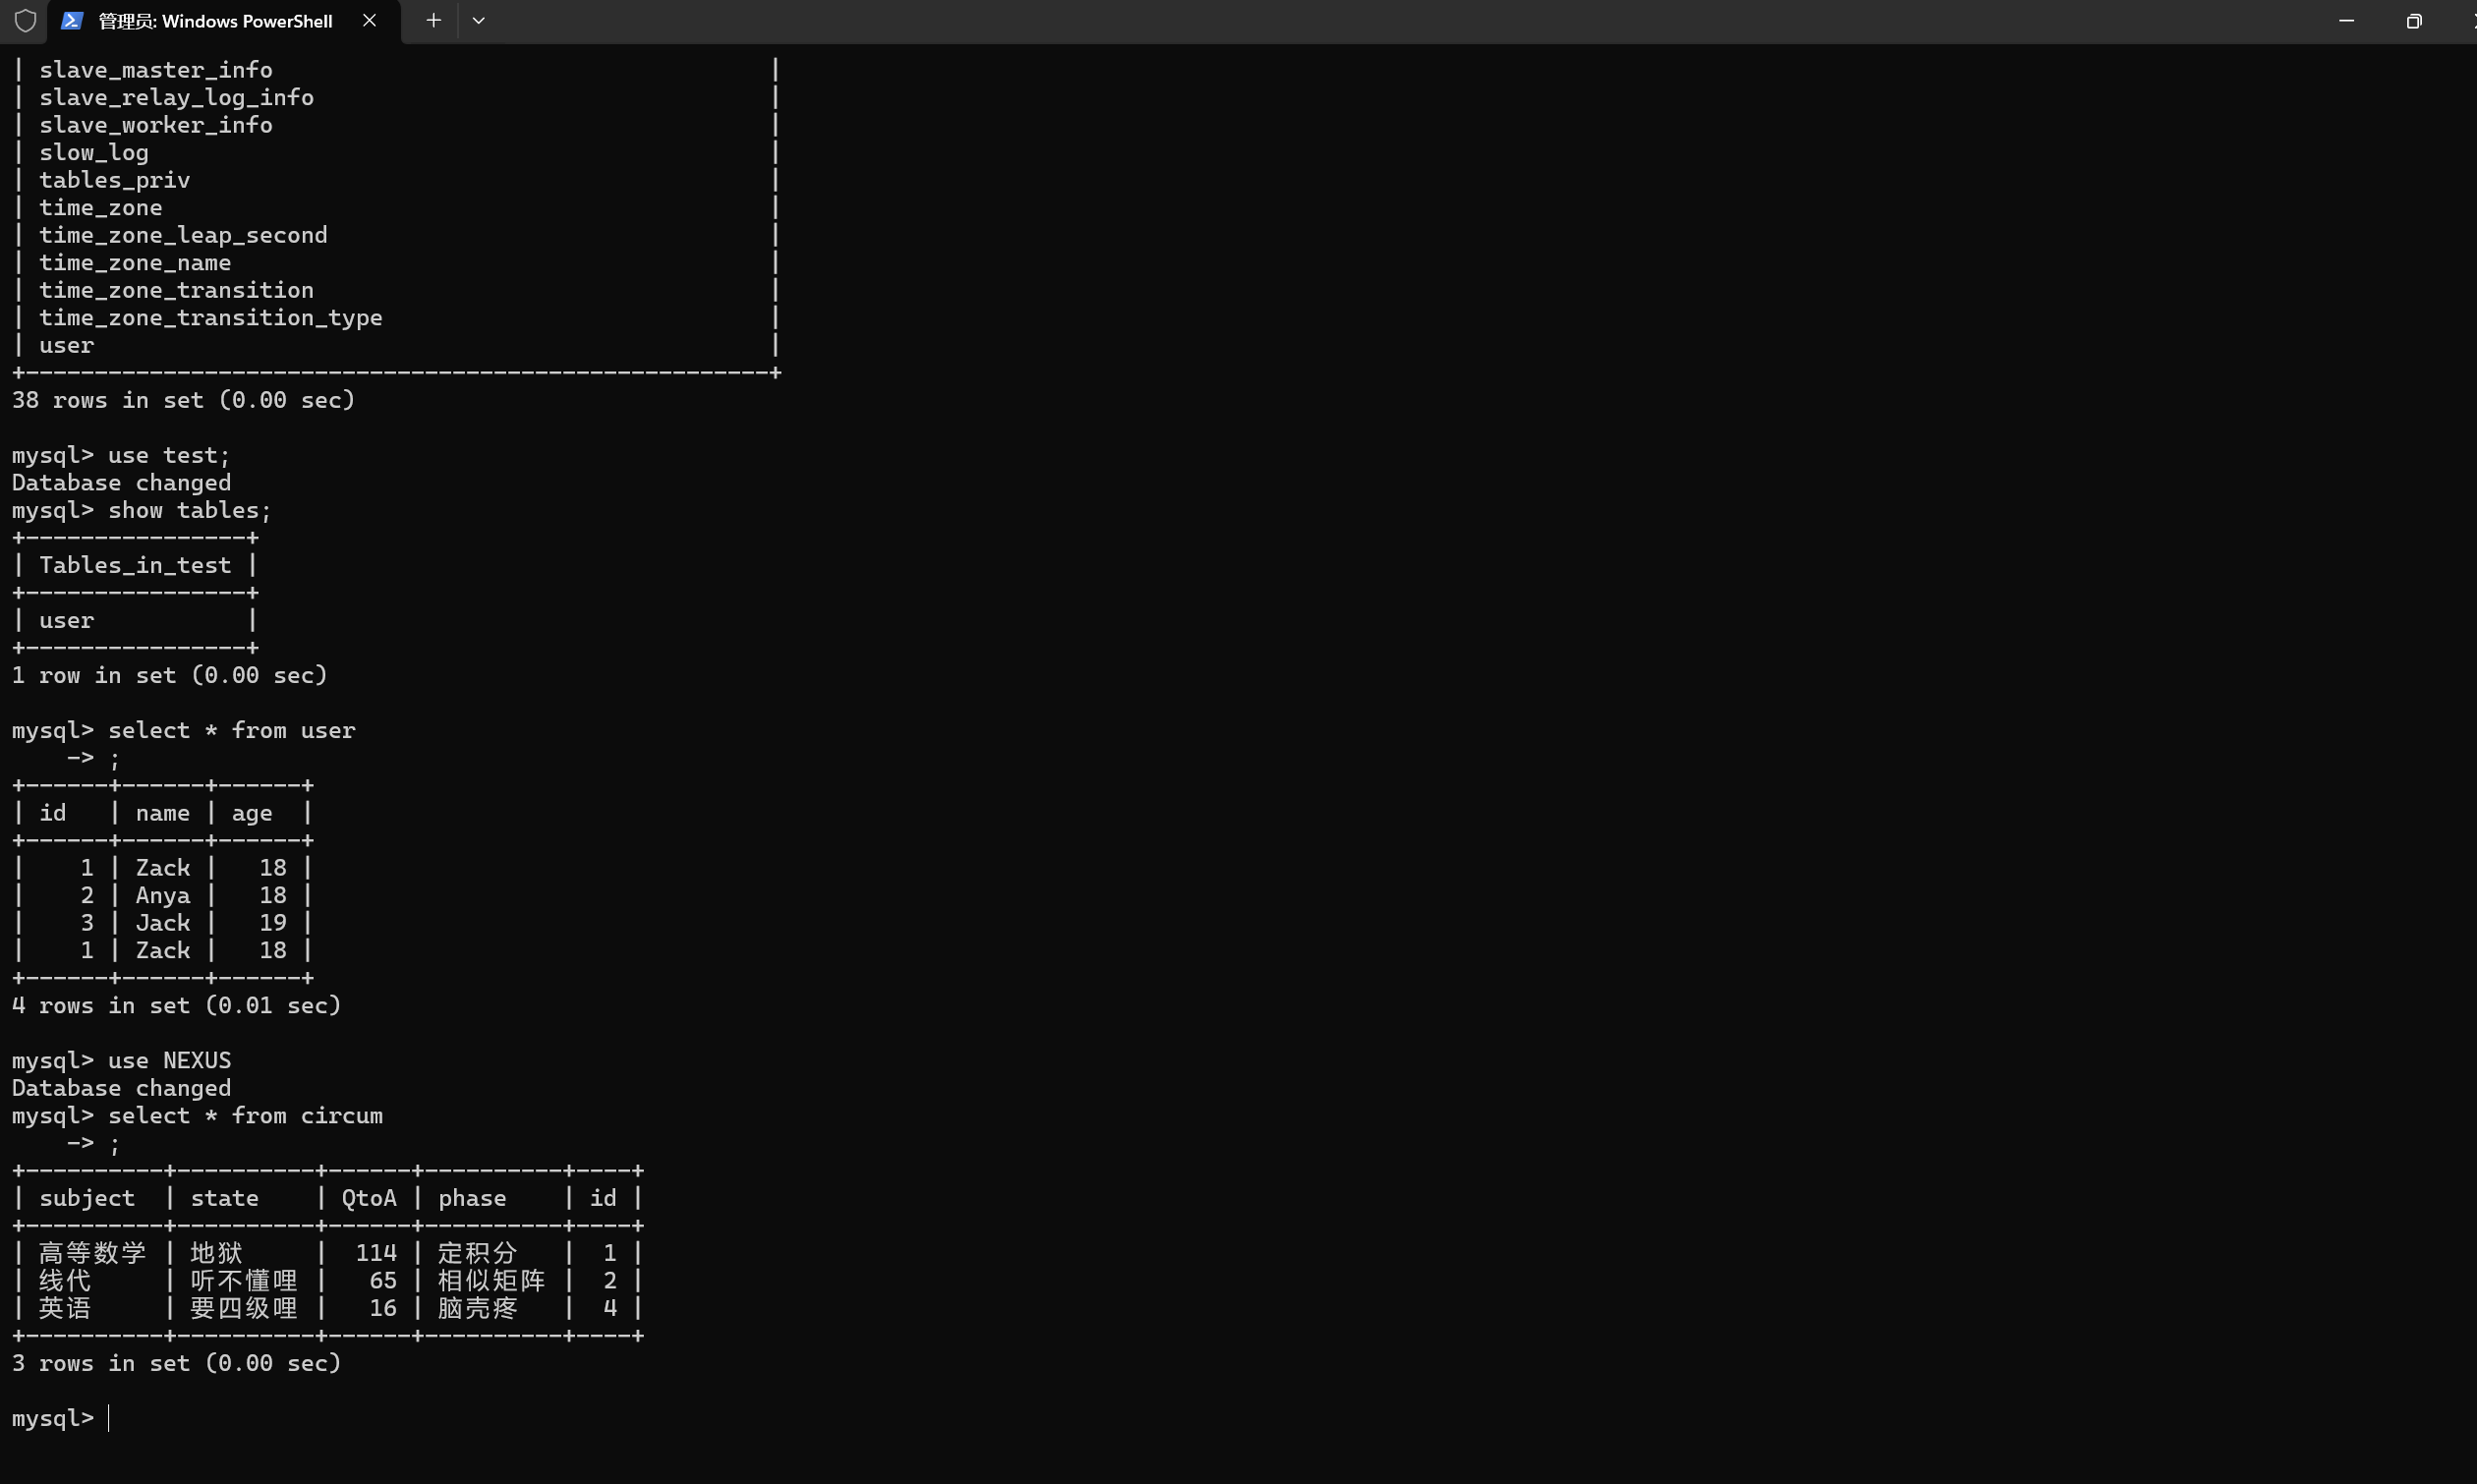 管理员: Windows PowerShell
| slave_master_info                                    |
| slave_relay_log_info                                 |
| slave_worker_info                                    |
| slow_log                                             |
| tables_priv                                          |
| time_zone                                            |
| time_zone_leap_second                                |
| time_zone_name                                       |
| time_zone_transition                                 |
| time_zone_transition_type                            |
| user                                                 |
+------------------------------------------------------+
38 rows in set (0.00 sec)

mysql> use test;
Database changed
mysql> show tables;
+----------------+
| Tables_in_test |
+----------------+
| user           |
+----------------+
1 row in set (0.00 sec)

mysql> select * from user
    -> ;
+------+------+------+
| id   | name | age  |
+------+------+------+
|    1 | Zack |   18 |
|    2 | Anya |   18 |
|    3 | Jack |   19 |
|    1 | Zack |   18 |
+------+------+------+
4 rows in set (0.01 sec)

mysql> use NEXUS
Database changed
mysql> select * from circum
    -> ;
+----------+----------+------+----------+----+
| subject  | state    | QtoA | phase    | id |
+----------+----------+------+----------+----+
| 高等数学 | 地狱     |  114 | 定积分   |  1 |
| 线代     | 听不懂哩 |   65 | 相似矩阵 |  2 |
| 英语     | 要四级哩 |   16 | 脑壳疼   |  4 |
+----------+----------+------+----------+----+
3 rows in set (0.00 sec)

mysql>